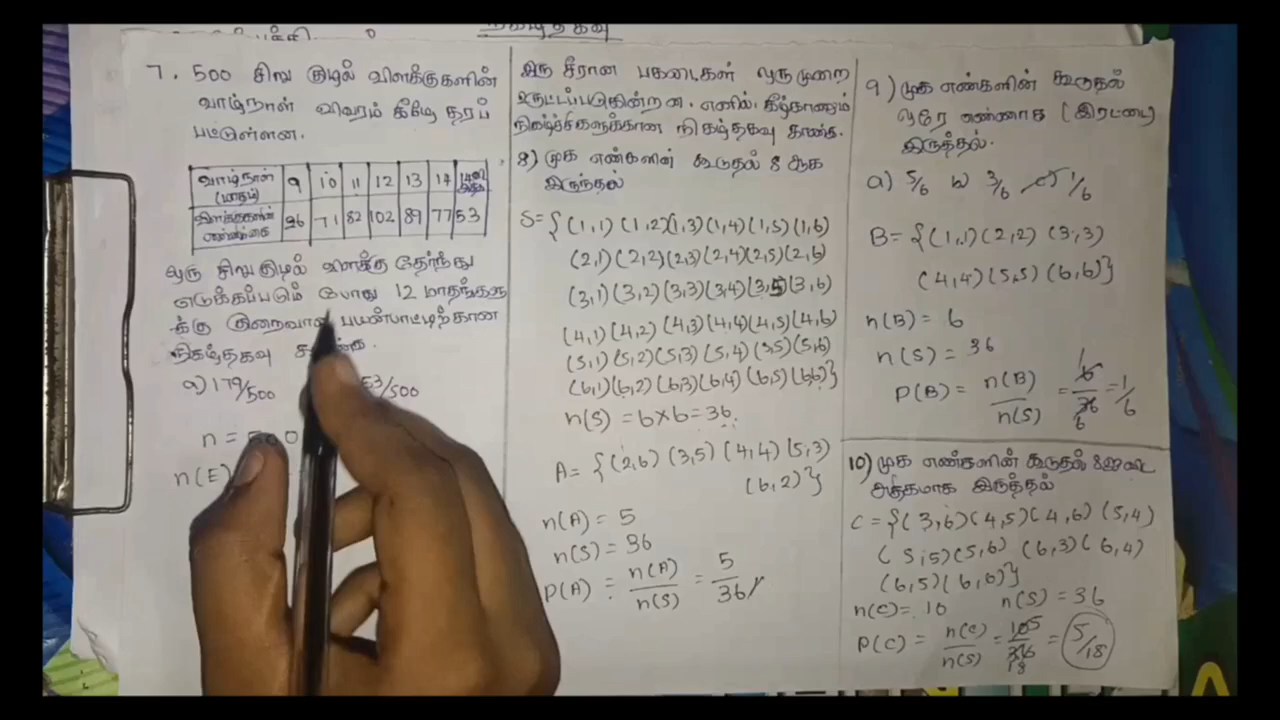 நிகழ்தகவு
7. 500 சிறு குழல் விளக்குகளின்
வாழ்நாள் விவரம் கீழே தரப்
பட்டுள்ளன.
வாழ்நாள் (மாதம்) 9 10 11 12 13 14
விளக்குகளின் எண்ணிக்கை 26 71 82 102 89 77 53
ஒரு சிறு குழல் விளக்கு தேர்ந்து
எடுக்கப்படும் போது 12 மாதங்களு
க்கு குறைவான பயன்பாட்டிற்கான
நிகழ்தகவு
a) 179/500 53/500
n = 500
n(E)
இரு சீரான பகடைகள் ஒரு முறை
உருட்டப்படுகின்றன. எனில், கீழ்காணும்
நிகழ்ச்சிகளுக்கான நிகழ்தகவு காண்க.
8) முக எண்களின் கூடுதல் 8 ஆக
இருந்தல்
S = {(1,1) (1,2) (1,3) (1,4) (1,5) (1,6)
(2,1) (2,2) (2,3) (2,4) (2,5) (2,6)
(3,1) (3,2) (3,3) (3,4) (3,5) (3,6)
(4,1) (4,2) (4,3) (4,4) (4,5) (4,6)
(5,1) (5,2) (5,3) (5,4) (5,5) (5,6)
(6,1) (6,2) (6,3) (6,4) (6,5) (6,6)}
n(S) = 6×6 = 36.
A = {(2,6) (3,5) (4,4) (5,3)
(6,2)}
n(A) = 5
n(S) = 36
P(A) = n(A)/n(S) = 5/36
9) முக எண்களின் கூடுதல்
ஒரே எண்ணாக (இரட்டை)
இருத்தல்.
a) 5/6 b) 3/6 c) 1/6
B = {(1,1) (2,2) (3,3)
(4,4) (5,5) (6,6)}
n(B) = 6
n(S) = 36
P(B) = n(B)/n(S) = 6/36 = 1/6
10) முக எண்களின் கூடுதல் 8ஐ விட
அதிகமாக இருத்தல்
C = {(3,6) (4,5) (4,6) (5,4)
(5,5) (5,6) (6,3) (6,4)
(6,5) (6,6)}
n(C) = 10 n(S) = 36
P(C) = n(C)/n(S) = 10/36 = 5/18